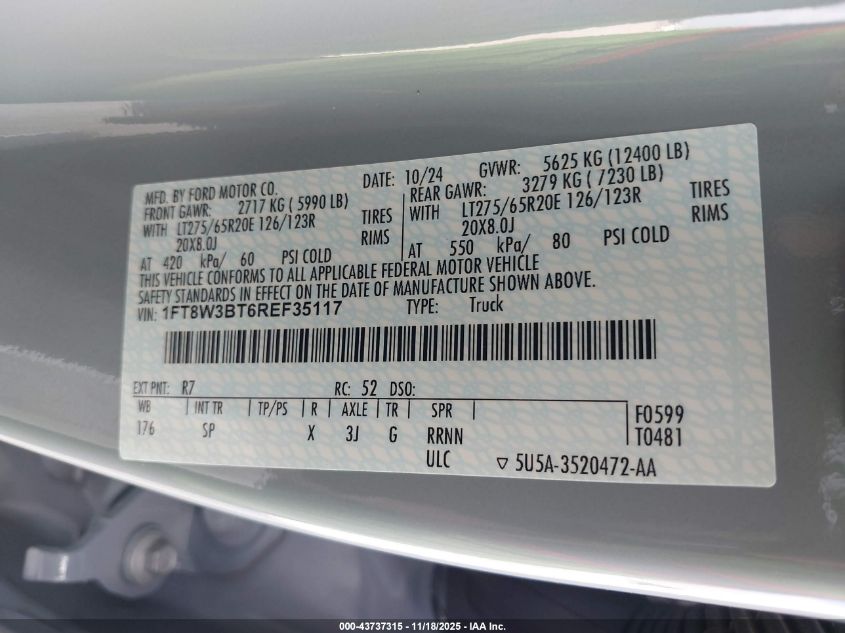 MFD. BY FORD MOTOR CO. DATE: 10/24 GVWR: 5625 KG (12400 LB)
FRONT GAWR: 2717 KG ( 5990 LB) REAR GAWR: 3279 KG ( 7230 LB)
WITH LT275/65R20E 126/123R TIRES WITH LT275/65R20E 126/123R TIRES
20X8.0J RIMS 20X8.0J RIMS
AT 420 kPa/ 60 PSI COLD AT 550 kPa/ 80 PSI COLD
THIS VEHICLE CONFORMS TO ALL APPLICABLE FEDERAL MOTOR VEHICLE
SAFETY STANDARDS IN EFFECT ON THE DATE OF MANUFACTURE SHOWN ABOVE.
VIN: 1FT8W3BT6REF35117 TYPE: Truck
EXT PNT: R7 RC: 52 DSO:
WB INT TR TP/PS R AXLE TR SPR F0599
176 SP X 3J G RRNN T0481
ULC ▽ 5U5A-3520472-AA
000-43737315 - 11/18/2025 - IAA Inc.